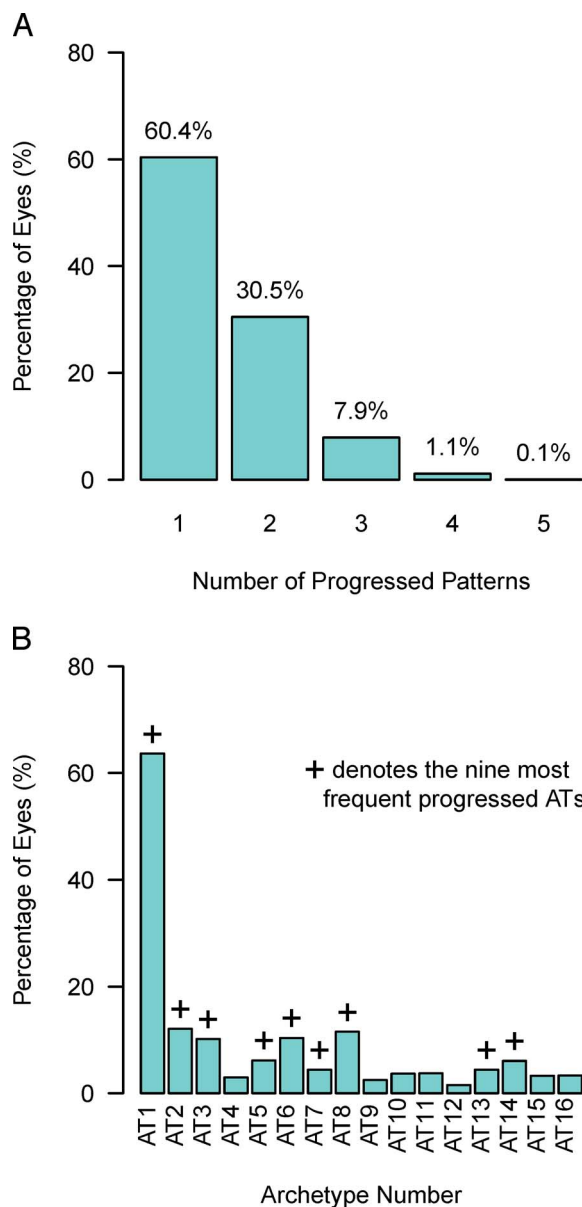 A
Percentage of Eyes (%)
80
60
40
20
0
60.4%
30.5%
7.9%
1.1%
0.1%
1 2 3 4 5
Number of Progressed Patterns
B
Percentage of Eyes (%)
80
60
40
20
0
+ denotes the nine most
frequent progressed ATs
+ + + + + + + + +
AT1 AT2 AT3 AT4 AT5 AT6 AT7 AT8 AT9 AT10 AT11 AT12 AT13 AT14 AT15 AT16
Archetype Number